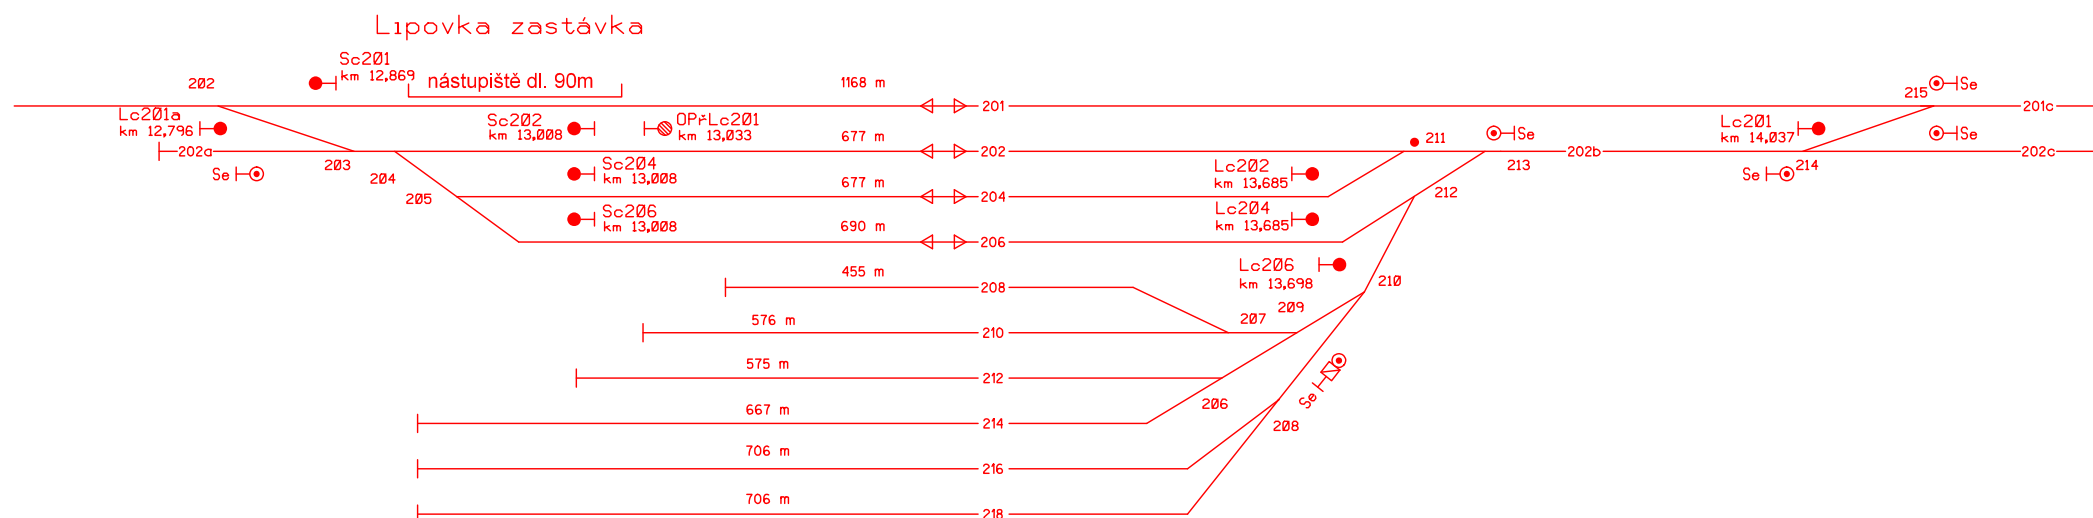 Lipovka zastávka
Sc201
km 12,869
nástupiště dl. 90m
202
1168 m
201
215
Se
201c
Lc201a
km 12,796
Sc202
km 13,008
OPřLc201
km 13,033
677 m
211
Se
Lc201
km 14,037
Se
202a
203
202
213
202b
214
202c
Se
204
Sc204
km 13,008
677 m
Lc202
km 13,685
Se
205
204
212
Sc206
km 13,008
690 m
Lc204
km 13,685
206
455 m
Lc206
km 13,698
208
210
209
576 m
207
210
575 m
212
Se
206
667 m
214
208
706 m
216
706 m
218